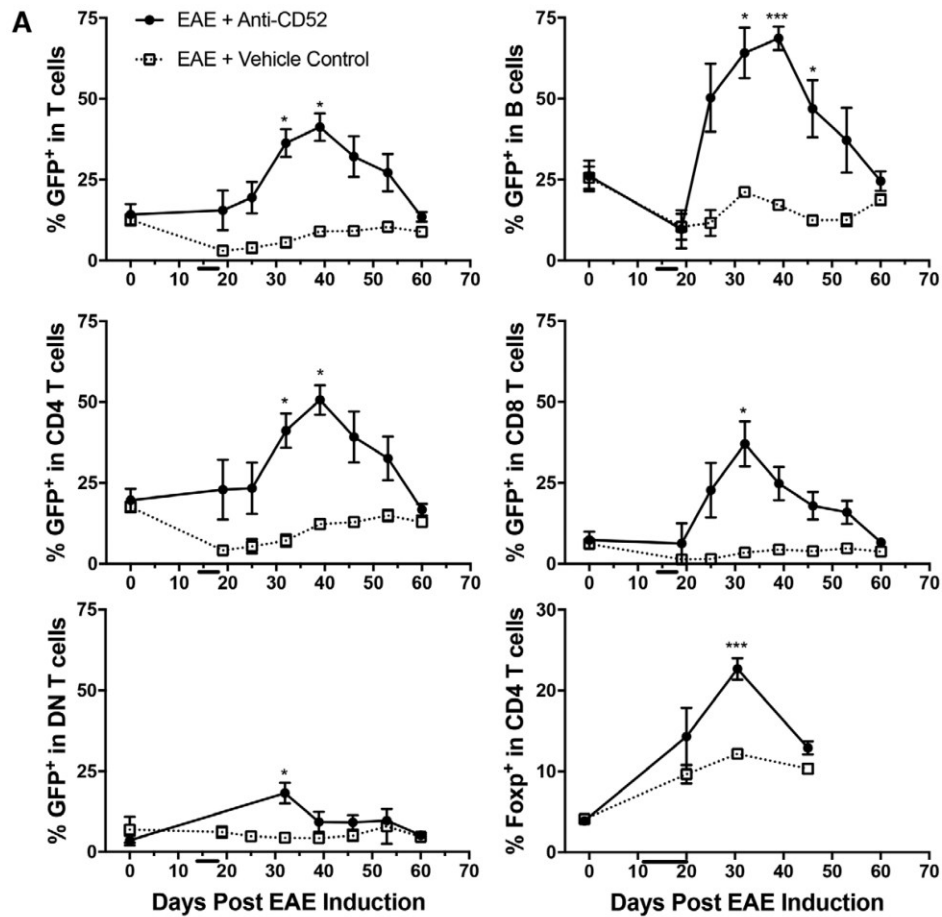 A
EAE + Anti-CD52
EAE + Vehicle Control
% GFP⁺ in T cells
75
50
25
0
* *
0 10 20 30 40 50 60 70
% GFP⁺ in B cells
75
50
25
0
* *** *
0 10 20 30 40 50 60 70
% GFP⁺ in CD4 T cells
75
50
25
0
* *
0 10 20 30 40 50 60 70
% GFP⁺ in CD8 T cells
75
50
25
0
*
0 10 20 30 40 50 60 70
% GFP⁺ in DN T cells
75
50
25
0
*
0 10 20 30 40 50 60 70
Days Post EAE Induction
% Foxp⁺ in CD4 T cells
30
20
10
0
***
0 10 20 30 40 50 60 70
Days Post EAE Induction